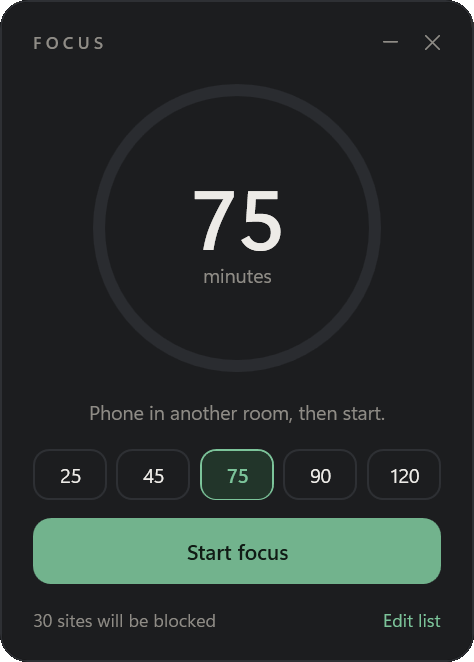 FOCUS
75
minutes
Phone in another room, then start.
25 45 75 90 120
Start focus
30 sites will be blocked Edit list